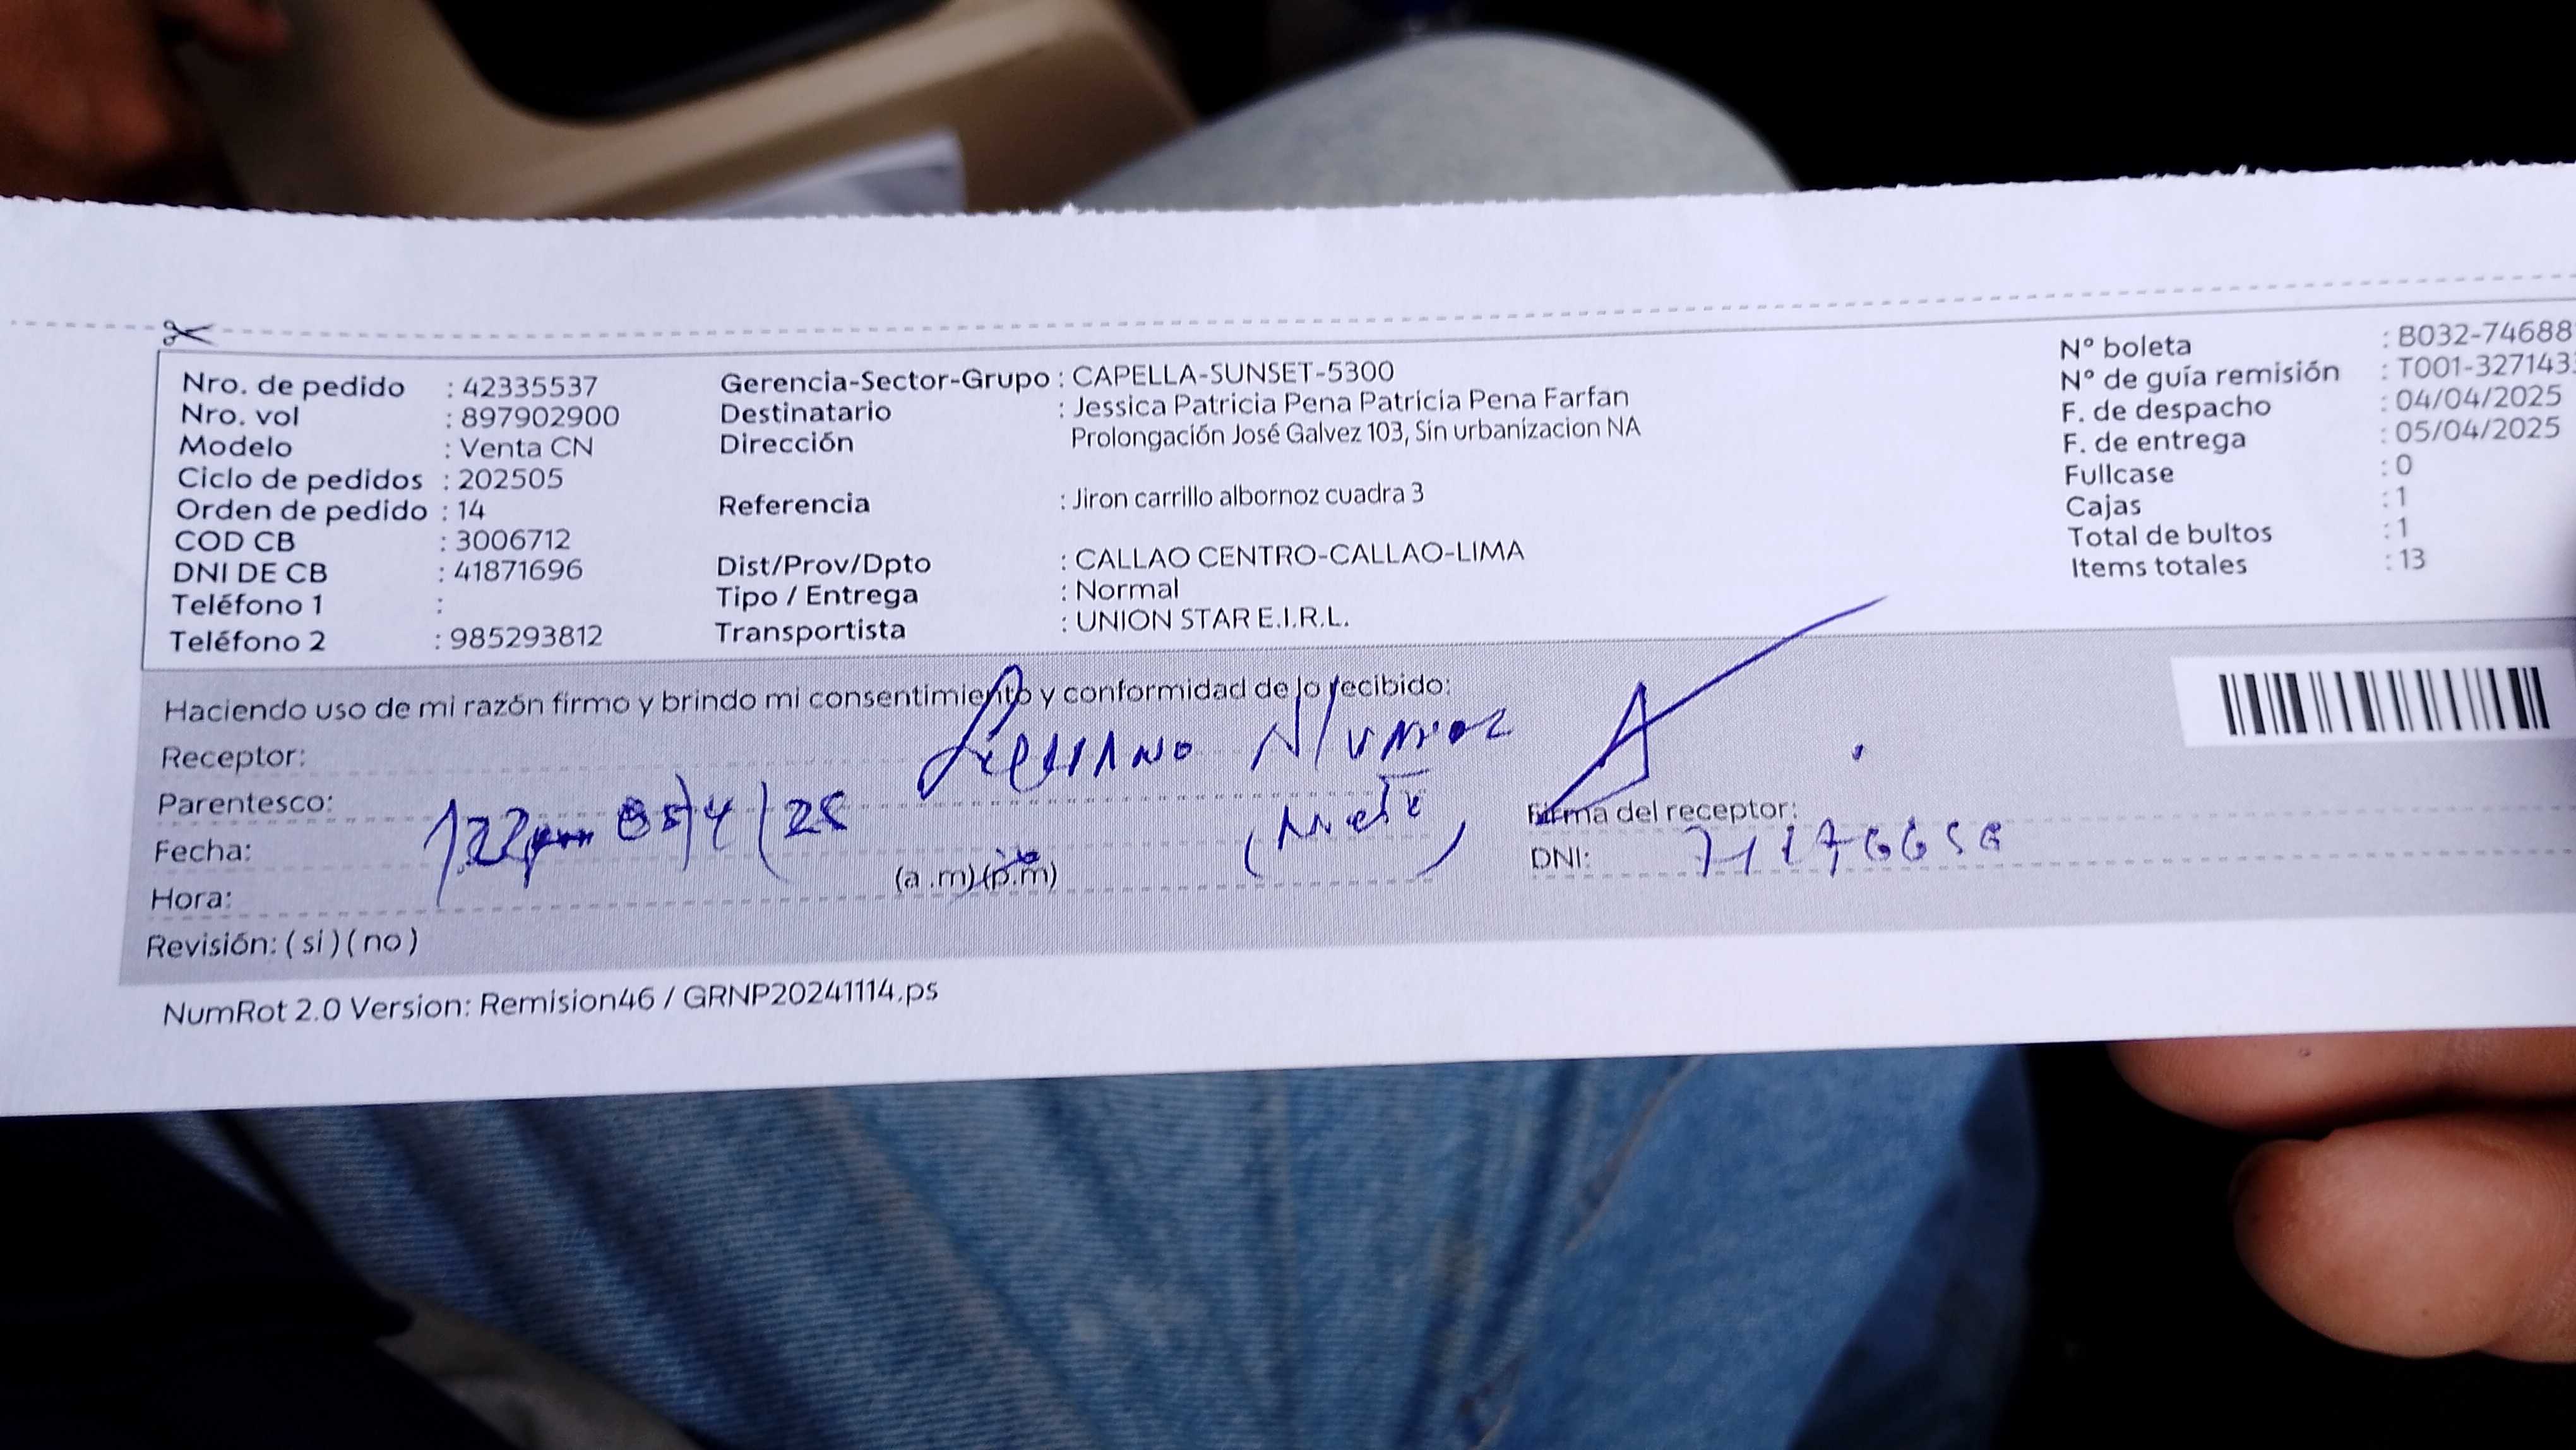 Nro. de pedido : 42335537
Nro. vol : 897902900
Modelo : Venta CN
Ciclo de pedidos : 202505
Orden de pedido : 14
COD CB : 3006712
DNI DE CB : 41871696
Teléfono 1 :
Teléfono 2 : 985293812
Gerencia-Sector-Grupo : CAPELLA-SUNSET-5300
Destinatario : Jessica Patricia Pena Patricia Pena Farfan
Dirección Prolongación José Galvez 103, Sin urbanizacion NA
Referencia : Jiron carrillo albornoz cuadra 3
Dist/Prov/Dpto : CALLAO CENTRO-CALLAO-LIMA
Tipo / Entrega : Normal
Transportista : UNION STAR E.I.R.L.
N° boleta : B032-74688
N° de guía remisión : T001-327143
F. de despacho : 04/04/2025
F. de entrega : 05/04/2025
Fullcase : 0
Cajas : 1
Total de bultos : 1
Items totales : 13
Haciendo uso de mi razón firmo y brindo mi consentimiento y conformidad de lo recibido:
Receptor:
Parentesco:
Fecha: 05/4/25
Hora: (a .m)(p.m)
Revisión: ( si ) ( no )
Firma del receptor:
DNI:
NumRot 2.0 Version: Remision46 / GRNP20241114.ps